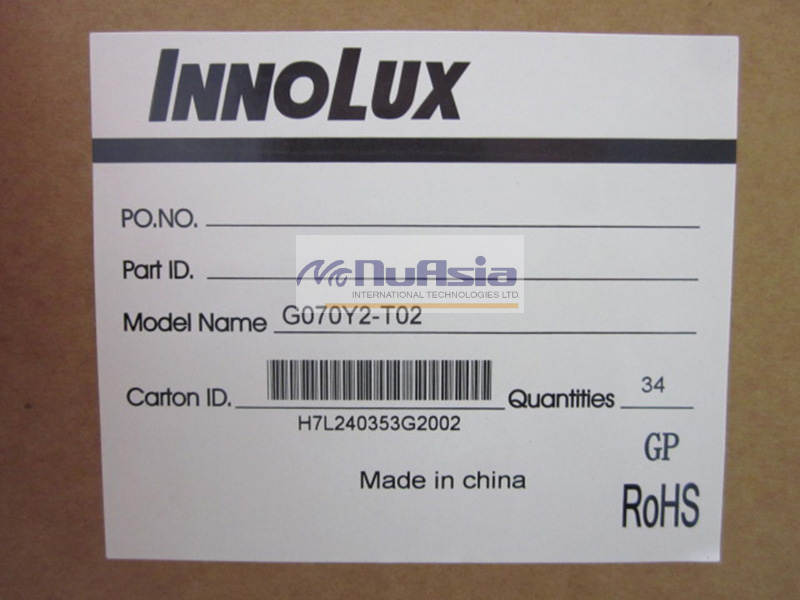 INNOLUX
PO.NO.
NuAsia
Part ID.
INTERNATIONAL TECHNOLOGIES LTD.
Model Name G070Y2-T02
Carton ID. Quantities 34
H7L240353G2002
GP
Made in china
RoHS